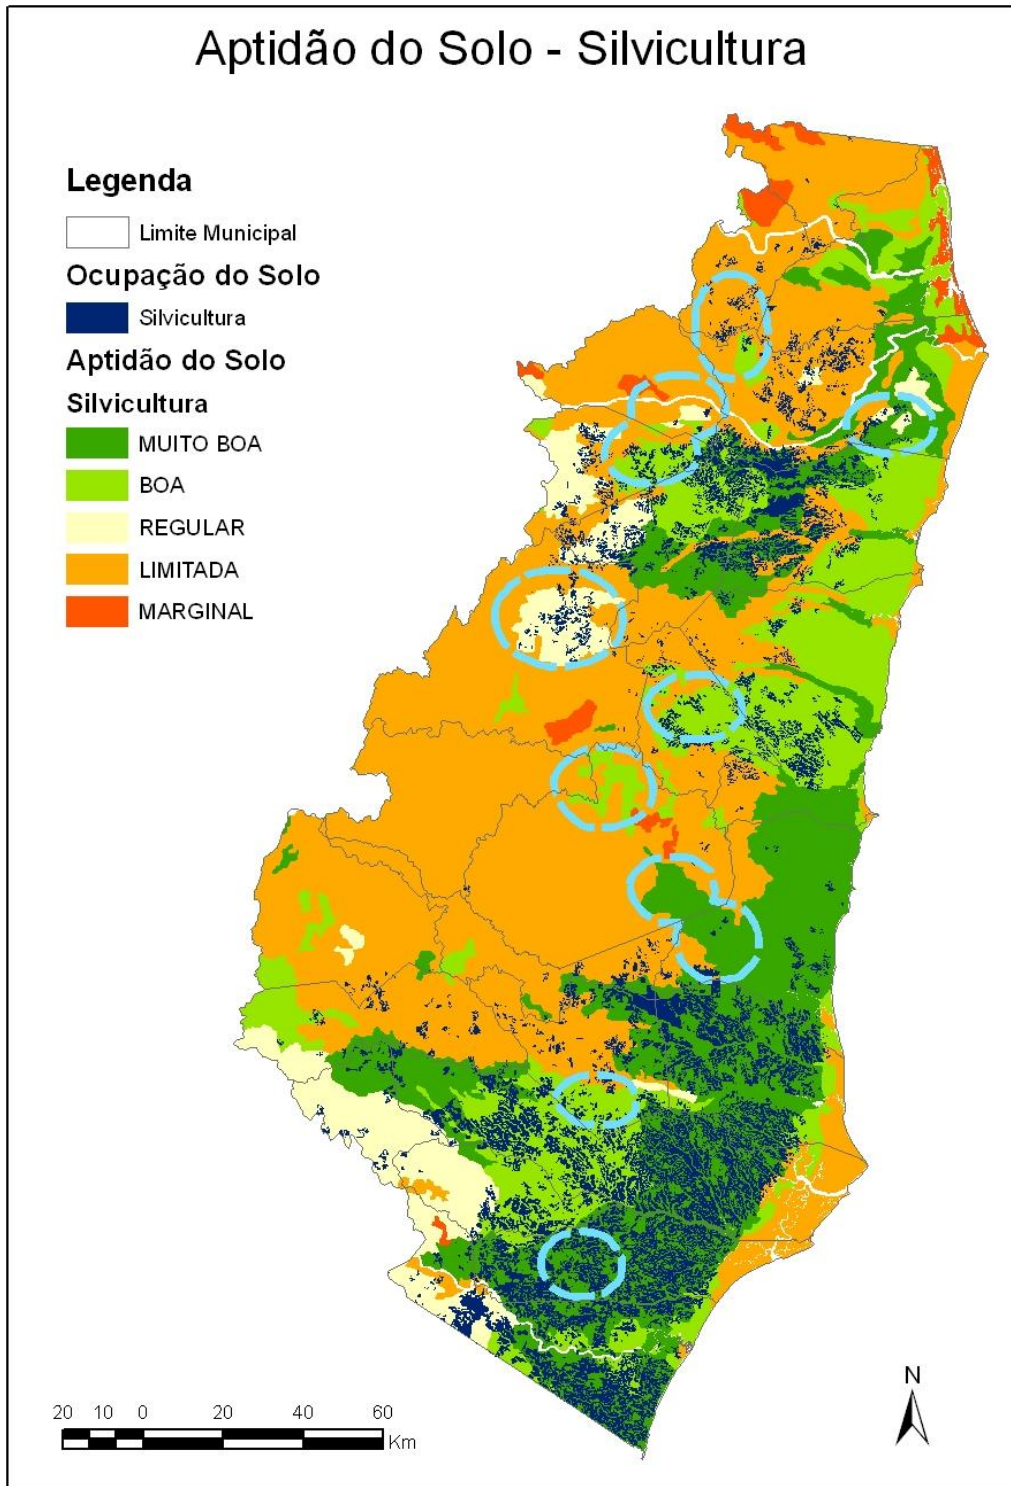 Aptidão do Solo - Silvicultura
Legenda
Limite Municipal
Ocupação do Solo
Silvicultura
Aptidão do Solo
Silvicultura
MUITO BOA
BOA
REGULAR
LIMITADA
MARGINAL
N
20 10 0 20 40 60
Km